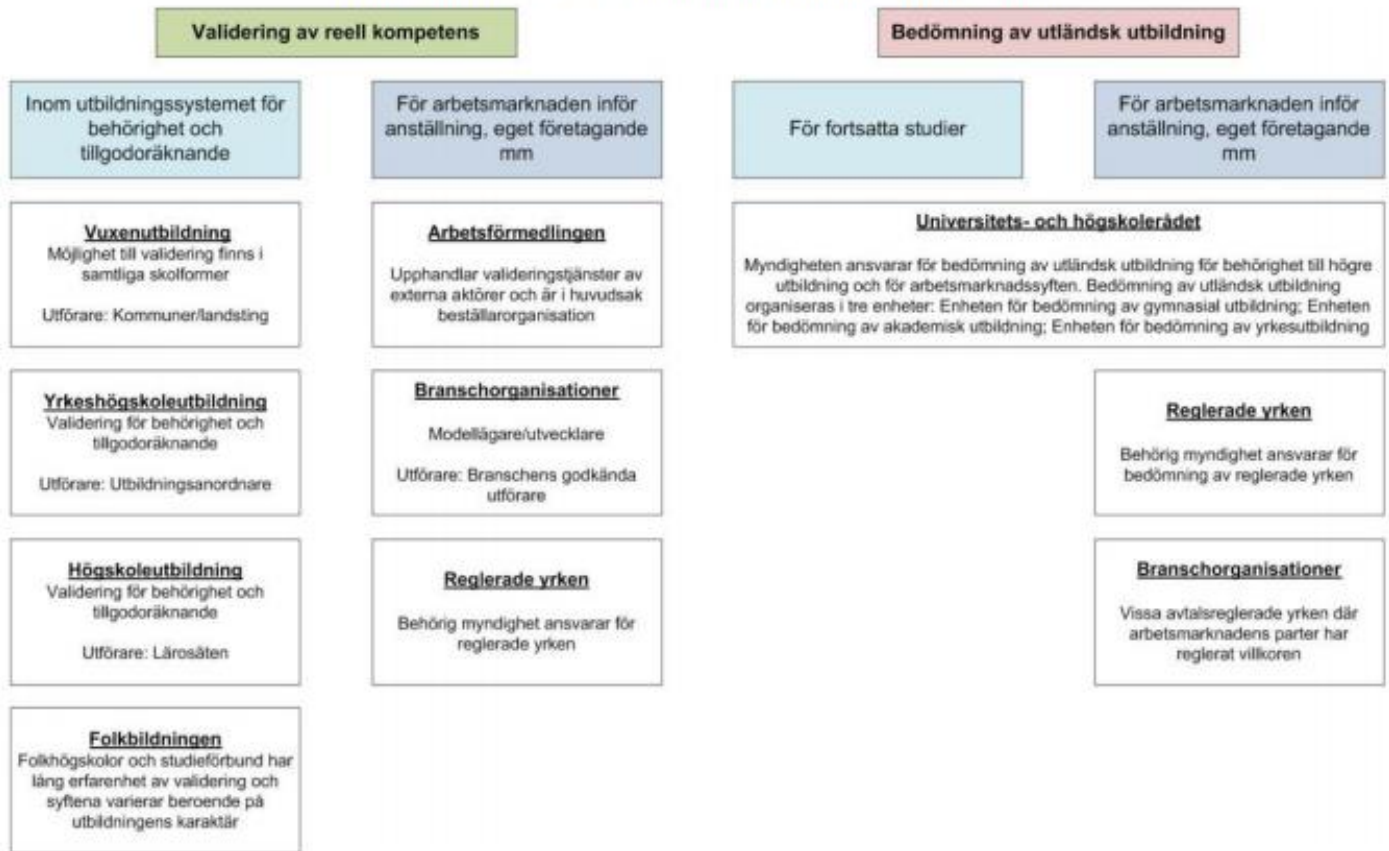 Validering av reell kompetens
Bedömning av utländsk utbildning
Inom utbildningssystemet för
behörighet och
tillgodoräknande
För arbetsmarknaden inför
anställning, eget företagande
mm
För fortsatta studier
För arbetsmarknaden inför
anställning, eget företagande
mm
Vuxenutbildning
Möjlighet till validering finns i
samtliga skolformer
Utförare: Kommuner/landsting
Arbetsförmedlingen
Upphandlar valideringstjänster av
externa aktörer och är i huvudsak
beställarorganisation
Universitets- och högskolerådet
Myndigheten ansvarar för bedömning av utländsk utbildning för behörighet till högre
utbildning och för arbetsmarknadssyften. Bedömning av utländsk utbildning
organiseras i tre enheter: Enheten för bedömning av gymnasial utbildning; Enheten
för bedömning av akademisk utbildning; Enheten för bedömning av yrkesutbildning
Yrkeshögskoleutbildning
Validering för behörighet och
tillgodoräknande
Utförare: Utbildningsanordnare
Branschorganisationer
Modellägare/utvecklare
Utförare: Branschens godkända
utförare
Reglerade yrken
Behörig myndighet ansvarar för
bedömning av reglerade yrken
Högskoleutbildning
Validering för behörighet och
tillgodoräknande
Utförare: Lärosäten
Reglerade yrken
Behörig myndighet ansvarar för
reglerade yrken
Branschorganisationer
Vissa avtalsreglerade yrken där
arbetsmarknadens parter har
reglerat villkoren
Folkbildningen
Folkhögskolor och studieförbund har
lång erfarenhet av validering och
syftena varierar beroende på
utbildningens karaktär